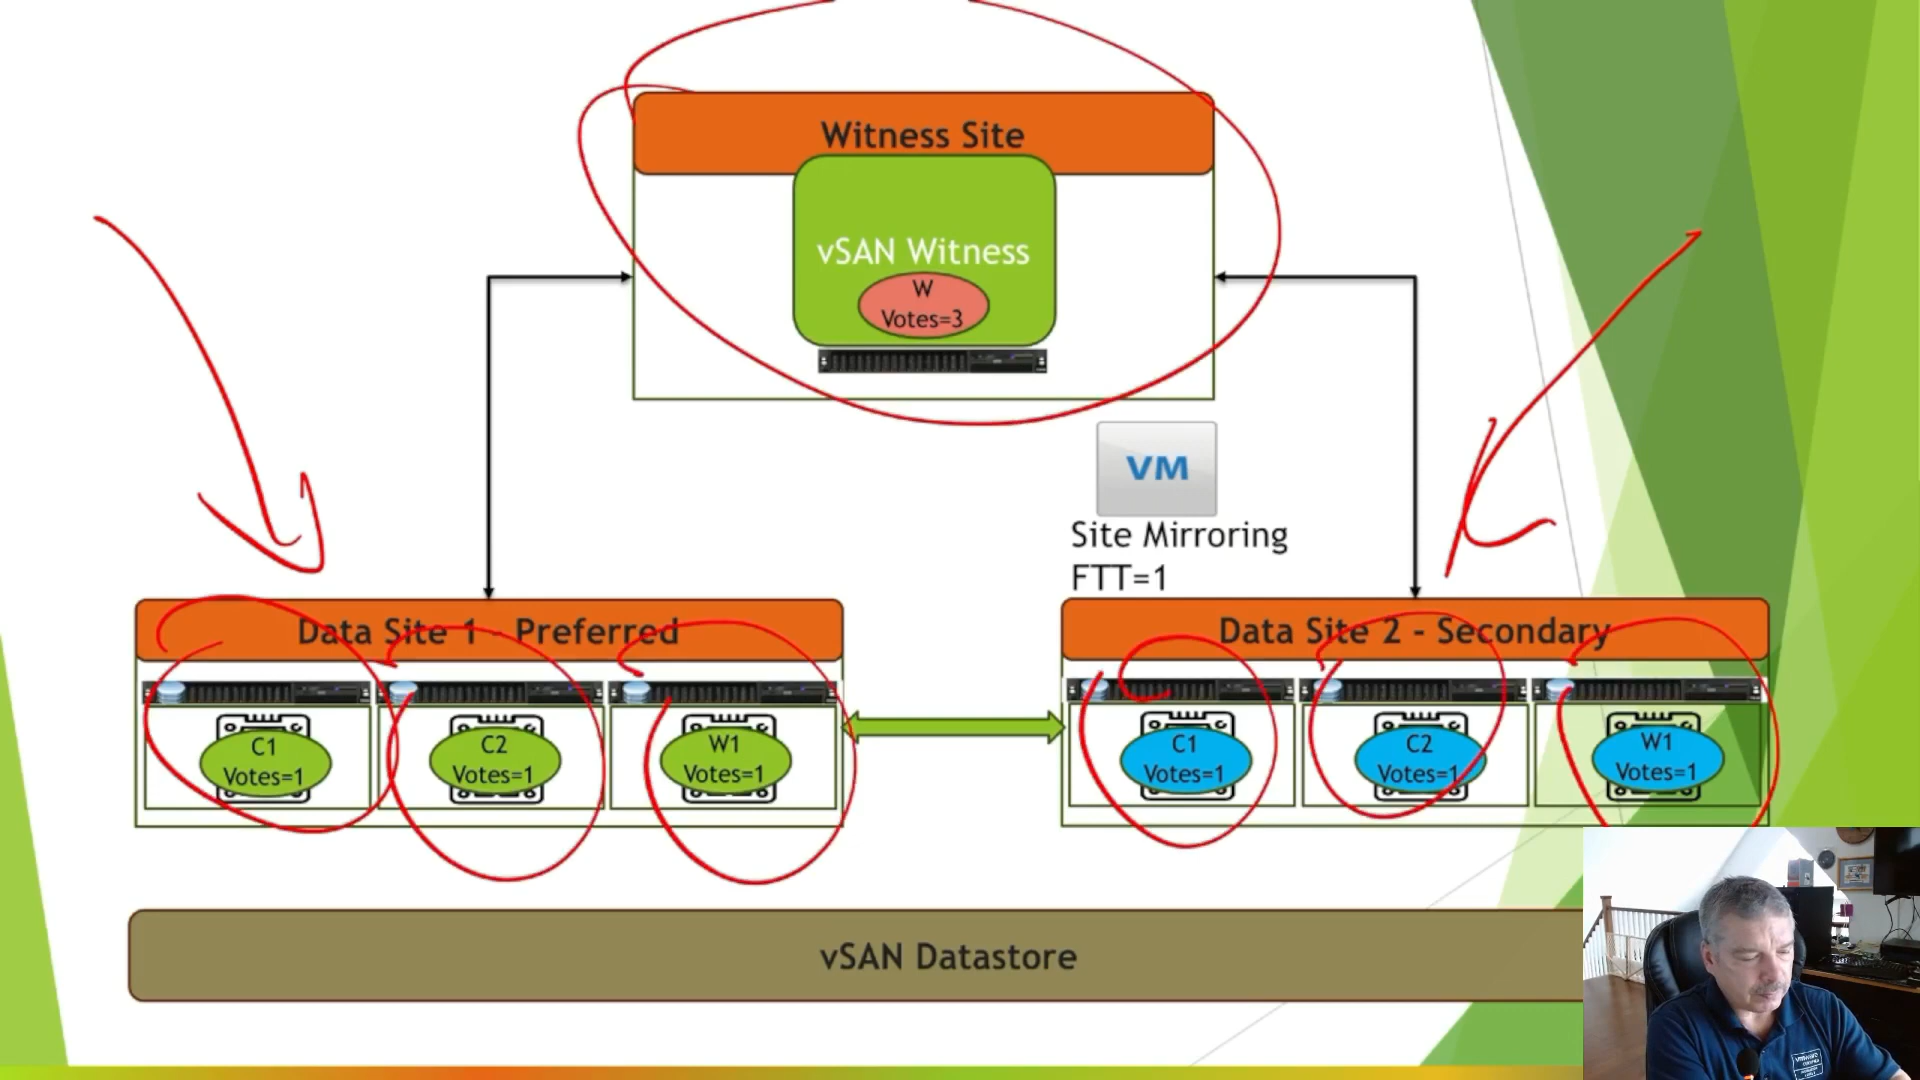 Witness Site
vSAN Witness
W
Votes=3
VM
Site Mirroring
FTT=1
Data Site 1 - Preferred
Data Site 2 - Secondary
C1
Votes=1
C2
Votes=1
W1
Votes=1
C1
Votes=1
C2
Votes=1
W1
Votes=1
vSAN Datastore
vmware